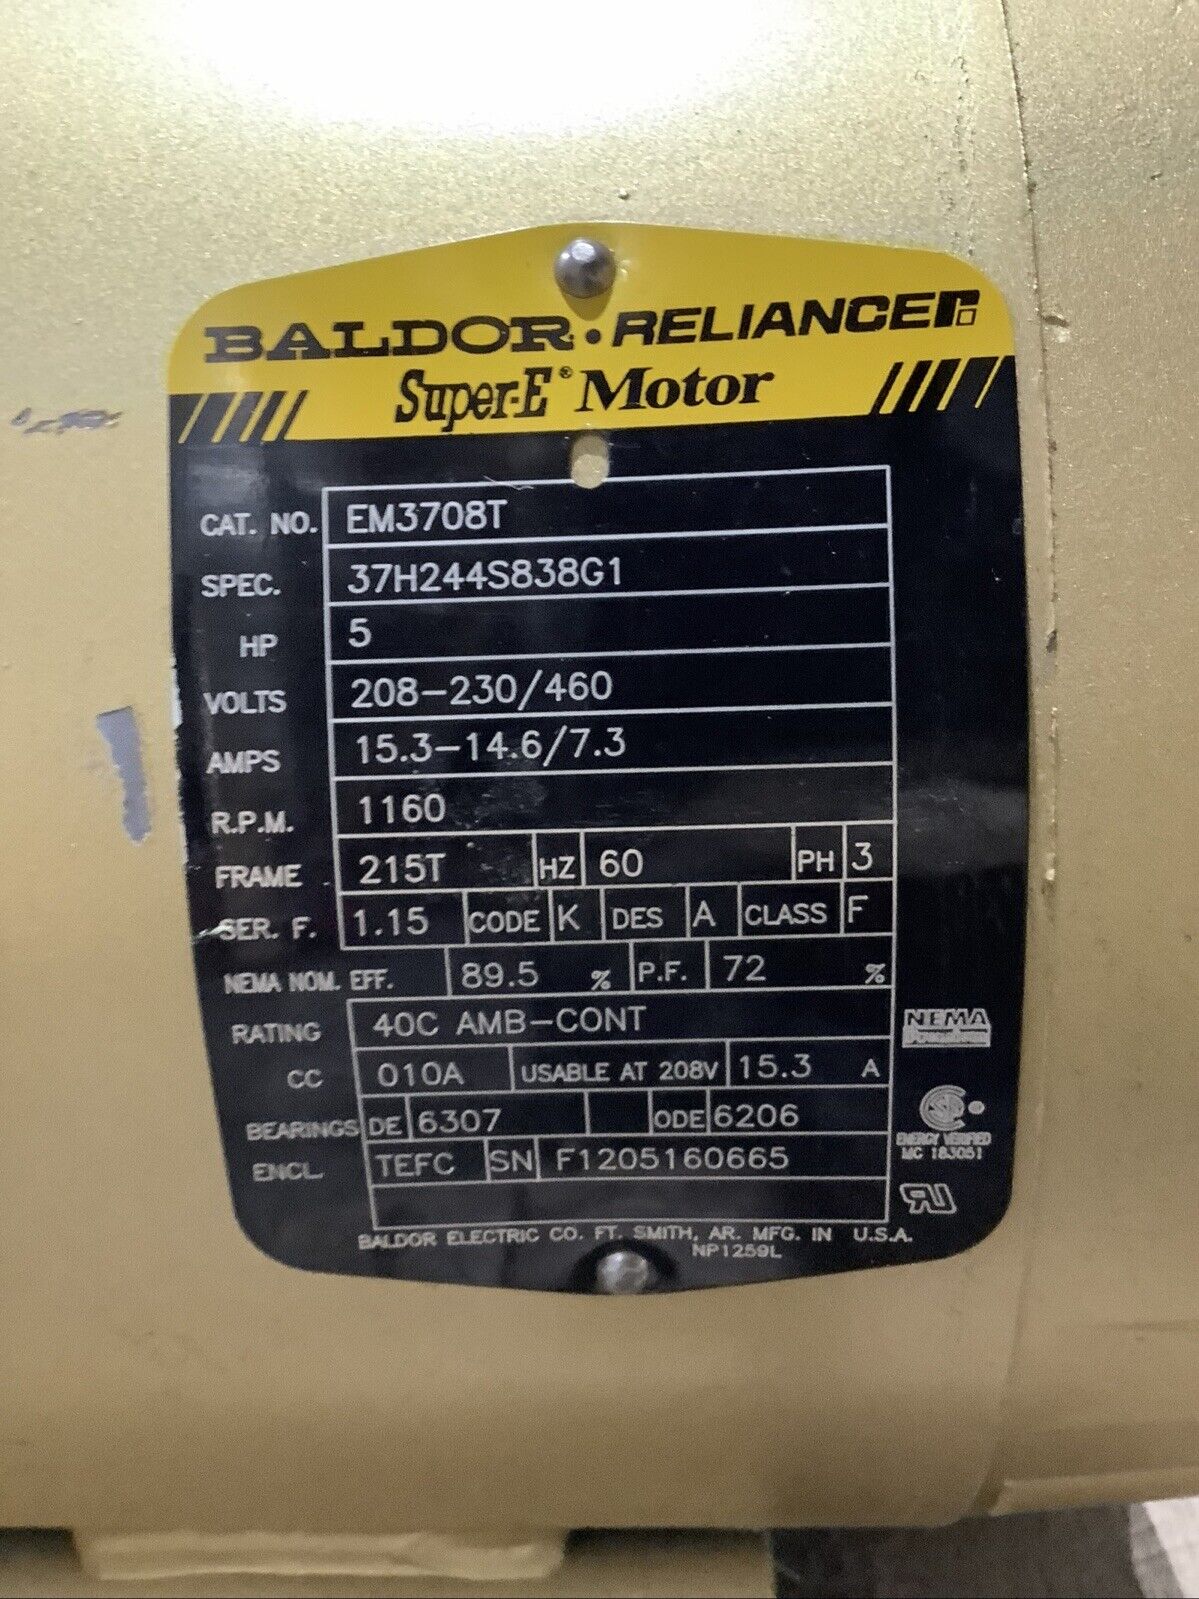 BALDOR · RELIANCE
Super-E® Motor
CAT. NO. EM3708T
SPEC. 37H244S838G1
HP 5
VOLTS 208-230/460
AMPS 15.3-14.6/7.3
R.P.M. 1160
FRAME 215T HZ 60 PH 3
SER. F. 1.15 CODE K DES A CLASS F
NEMA NOM. EFF. 89.5 % P.F. 72 %
RATING 40C AMB-CONT
NEMA
Premium
CC 010A USABLE AT 208V 15.3 A
BEARINGS DE 6307 ODE 6206
ENERGY VERIFIED
MC 183051
ENCL. TEFC SN F1205160665
BALDOR ELECTRIC CO. FT. SMITH, AR. MFG. IN U.S.A.
NP1259L